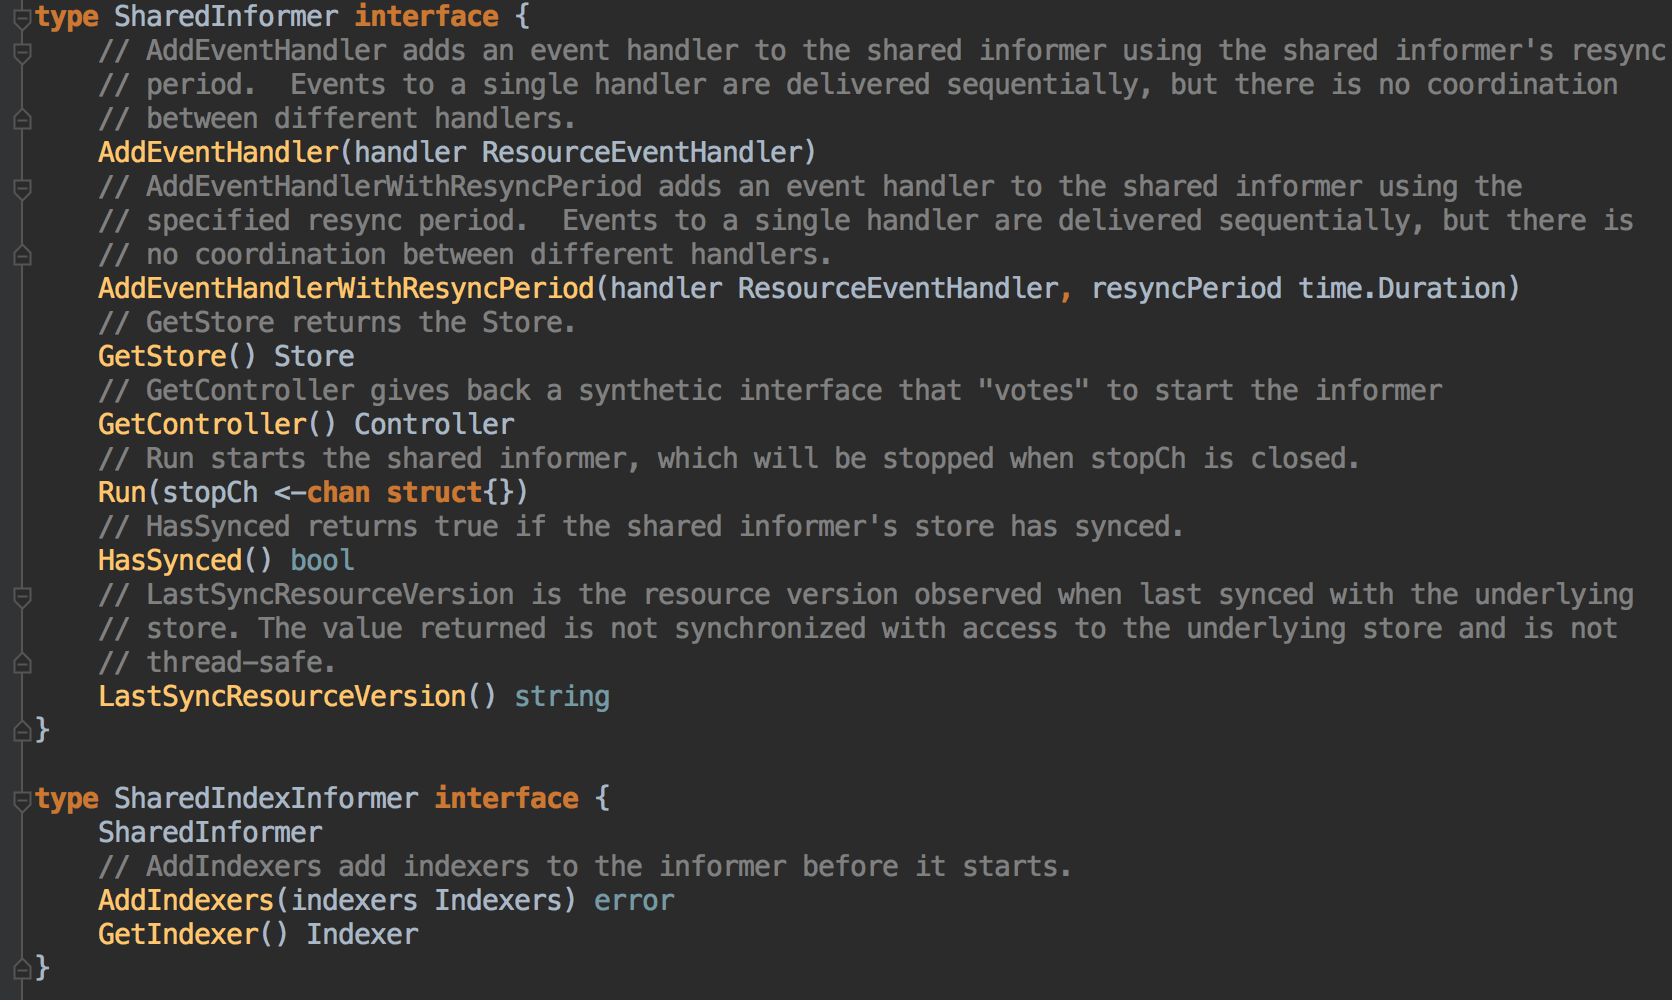 type SharedInformer interface {
    // AddEventHandler adds an event handler to the shared informer using the shared informer's resync
    // period.  Events to a single handler are delivered sequentially, but there is no coordination
    // between different handlers.
    AddEventHandler(handler ResourceEventHandler)
    // AddEventHandlerWithResyncPeriod adds an event handler to the shared informer using the
    // specified resync period.  Events to a single handler are delivered sequentially, but there is
    // no coordination between different handlers.
    AddEventHandlerWithResyncPeriod(handler ResourceEventHandler, resyncPeriod time.Duration)
    // GetStore returns the Store.
    GetStore() Store
    // GetController gives back a synthetic interface that "votes" to start the informer
    GetController() Controller
    // Run starts the shared informer, which will be stopped when stopCh is closed.
    Run(stopCh <-chan struct{})
    // HasSynced returns true if the shared informer's store has synced.
    HasSynced() bool
    // LastSyncResourceVersion is the resource version observed when last synced with the underlying
    // store. The value returned is not synchronized with access to the underlying store and is not
    // thread-safe.
    LastSyncResourceVersion() string
}

type SharedIndexInformer interface {
    SharedInformer
    // AddIndexers add indexers to the informer before it starts.
    AddIndexers(indexers Indexers) error
    GetIndexer() Indexer
}